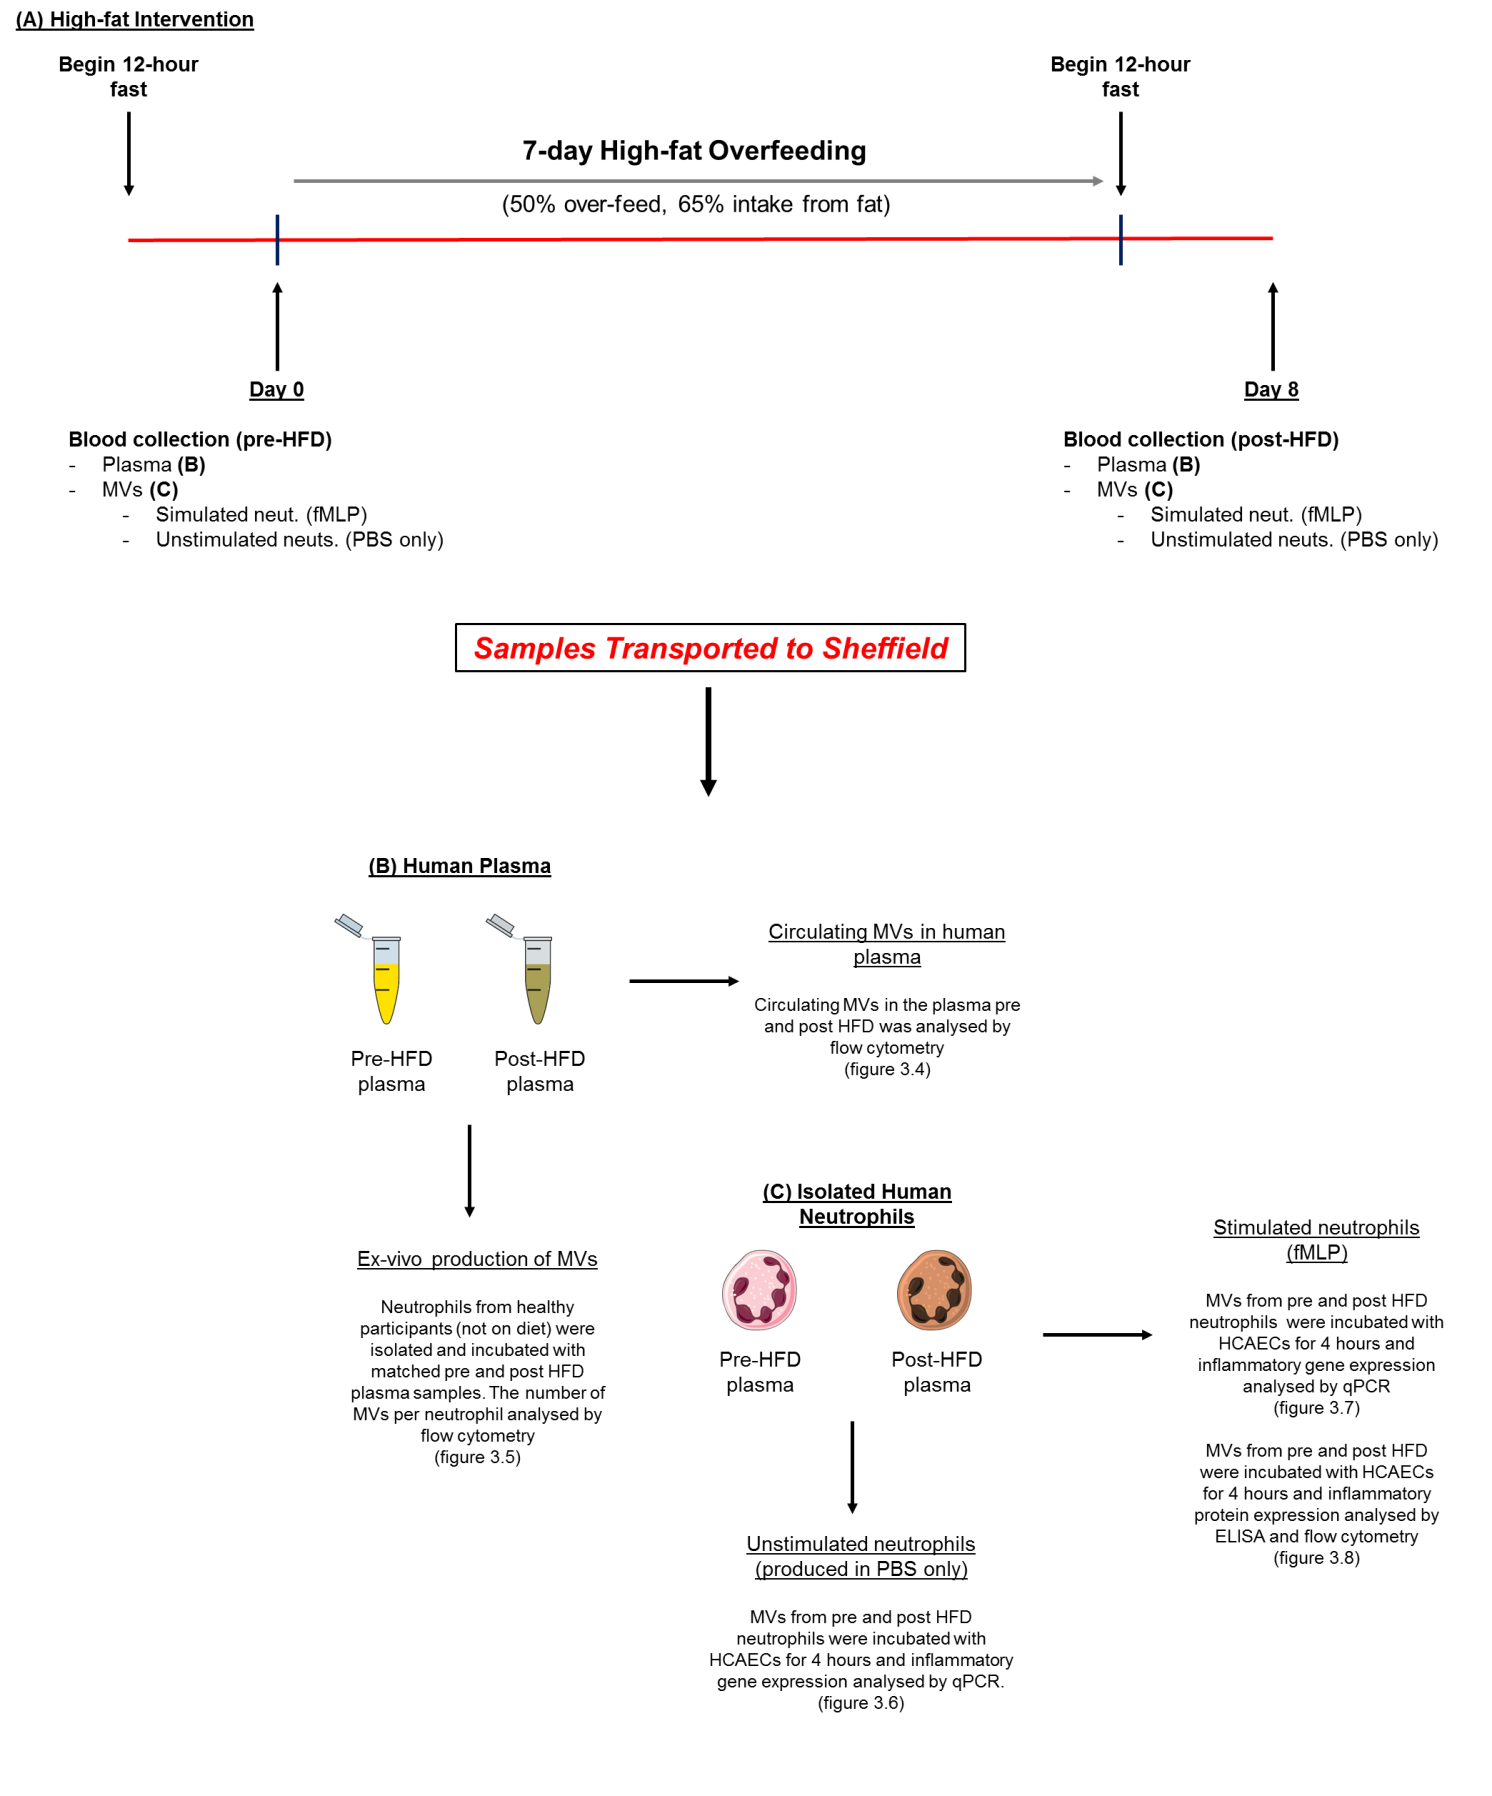 (A) High-fat Intervention
Begin 12-hour
fast
Begin 12-hour
fast
7-day High-fat Overfeeding
(50% over-feed, 65% intake from fat)
Day 0
Day 8
Blood collection (pre-HFD)
- Plasma (B)
- MVs (C)
- Simulated neut. (fMLP)
- Unstimulated neuts. (PBS only)
Blood collection (post-HFD)
- Plasma (B)
- MVs (C)
- Simulated neut. (fMLP)
- Unstimulated neuts. (PBS only)
Samples Transported to Sheffield
(B) Human Plasma
Pre-HFD
plasma
Post-HFD
plasma
Circulating MVs in human
plasma
Circulating MVs in the plasma pre
and post HFD was analysed by
flow cytometry
(figure 3.4)
Ex-vivo production of MVs
Neutrophils from healthy
participants (not on diet) were
isolated and incubated with
matched pre and post HFD
plasma samples. The number of
MVs per neutrophil analysed by
flow cytometry
(figure 3.5)
(C) Isolated Human
Neutrophils
Pre-HFD
plasma
Post-HFD
plasma
Stimulated neutrophils
(fMLP)
MVs from pre and post HFD
neutrophils were incubated with
HCAECs for 4 hours and
inflammatory gene expression
analysed by qPCR
(figure 3.7)
MVs from pre and post HFD
were incubated with HCAECs
for 4 hours and inflammatory
protein expression analysed by
ELISA and flow cytometry
(figure 3.8)
Unstimulated neutrophils
(produced in PBS only)
MVs from pre and post HFD
neutrophils were incubated with
HCAECs for 4 hours and inflammatory
gene expression analysed by qPCR.
(figure 3.6)